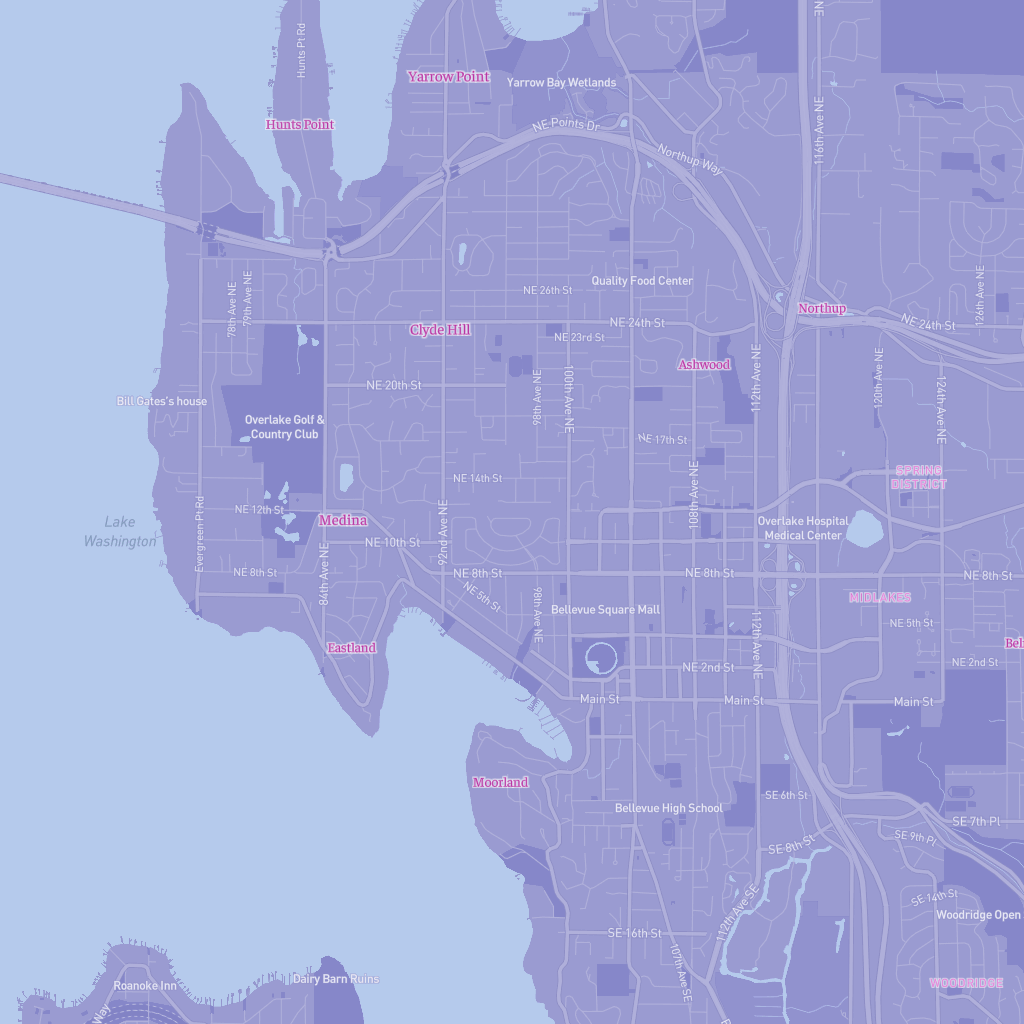 Hunts Pt Rd
NE
Yarrow Point
Yarrow Bay Wetlands
Hunts Point
NE Points Dr
116th Ave NE
Northup Way
Quality Food Center
78th Ave NE
79th Ave NE
NE 26th St
126th Ave NE
Northup
Clyde Hill
NE 24th St
NE 24th St
NE 23rd St
Ashwood
112th Ave NE
120th Ave NE
124th Ave NE
NE 20th St
98th Ave NE
100th Ave NE
Bill Gates's house
Overlake Golf &
Country Club
NE 17th St
SPRING
DISTRICT
NE 14th St
108th Ave NE
Evergreen Pt Rd
NE 12th St
Medina
92nd Ave NE
Overlake Hospital
Medical Center
Lake
Washington
NE 10th St
84th Ave NE
NE 8th St
NE 8th St
NE 8th St
NE 8th St
NE 5th St
98th Ave NE
MIDLAKES
Bellevue Square Mall
112th Ave NE
NE 5th St
Eastland
Bel
NE 2nd St
NE 2nd St
Main St
Main St
Main St
Moorland
SE 6th St
Bellevue High School
SE 7th Pl
SE 9th Pl
SE 8th St
112th Ave SE
SE 14th St
Woodridge Open
SE 16th St
107th Ave SE
Dairy Barn Ruins
Roanoke Inn
WOODRIDGE
Way